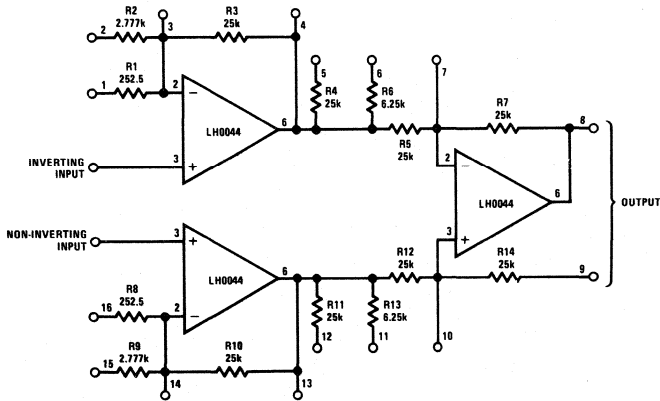 R2
2.777k
2
3
R3
25k
4
R1
252.5
1
2
−
LH0044
6
3
+
INVERTING
INPUT
5
R4
25k
6
R6
6.25k
R5
25k
7
R7
25k
8
2
−
LH0044
6
3
+
OUTPUT
NON-INVERTING
INPUT
3
+
LH0044
6
2
−
R8
252.5
16
R9
2.777k
15
14
R10
25k
13
R11
25k
12
R13
6.25k
11
R12
25k
10
R14
25k
9